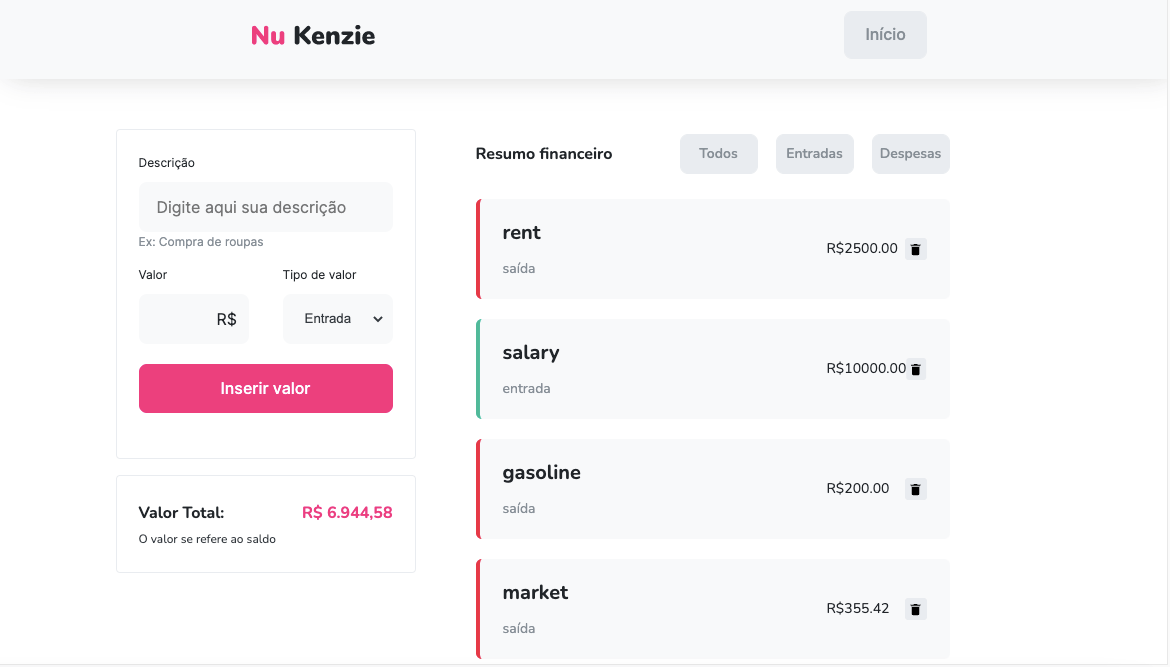 Nu Kenzie
Início
Descrição
Digite aqui sua descrição
Ex: Compra de roupas
Valor
Tipo de valor
R$
Entrada
Inserir valor
Valor Total:
R$ 6.944,58
O valor se refere ao saldo
Resumo financeiro
Todos
Entradas
Despesas
rent
saída
R$2500.00
salary
entrada
R$10000.00
gasoline
saída
R$200.00
market
saída
R$355.42